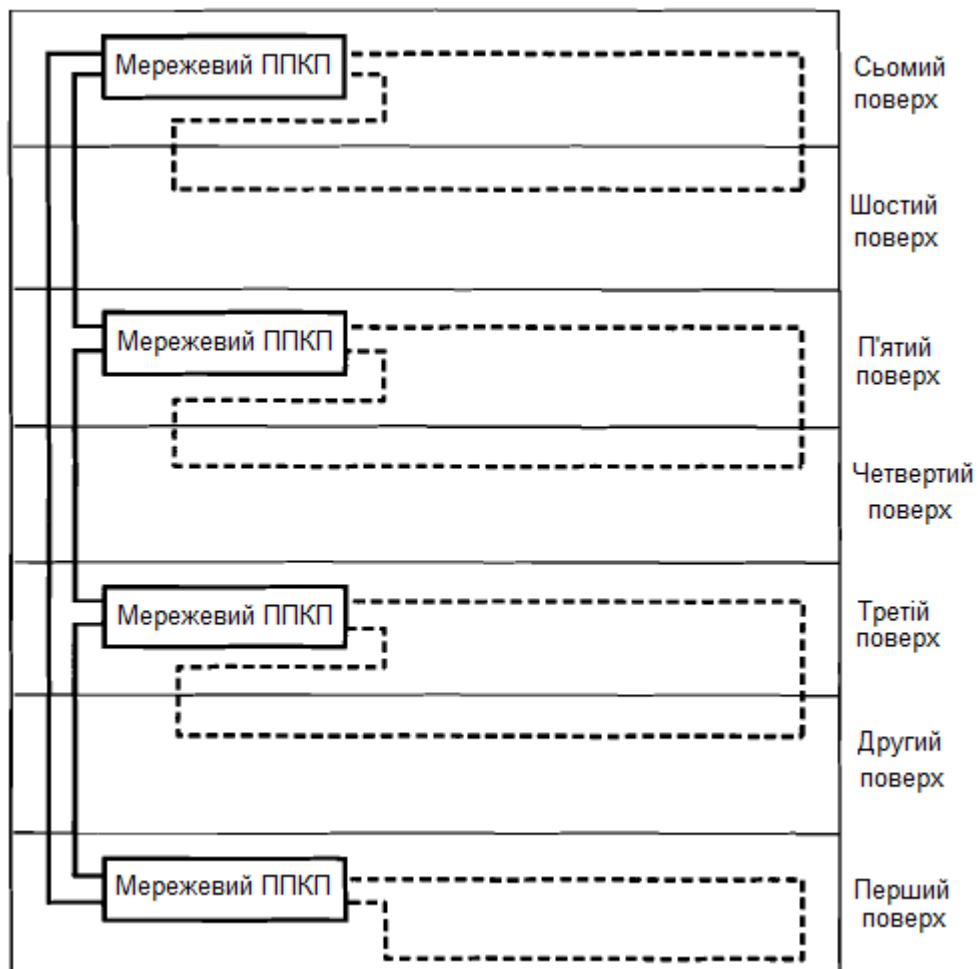 Мережевий ППКП
Сьомий
поверх
Шостий
поверх
Мережевий ППКП
П'ятий
поверх
Четвертий
поверх
Мережевий ППКП
Третій
поверх
Другий
поверх
Мережевий ППКП
Перший
поверх